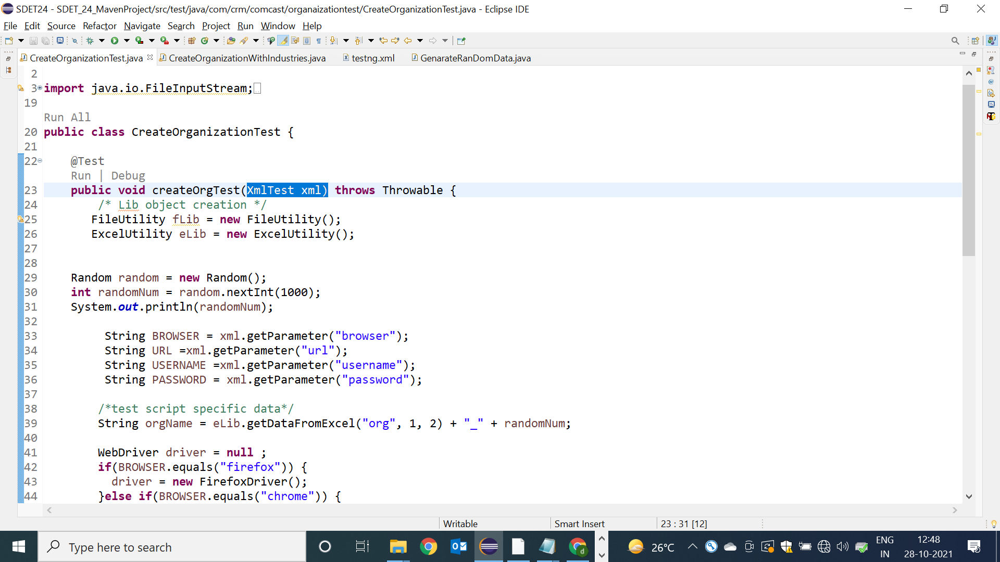 SDET24 - SDET_24_MavenProject/src/test/java/com/crm/comcast/organaizationtest/CreateOrganizationTest.java - Eclipse IDE
File Edit Source Refactor Navigate Search Project Run Window Help
CreateOrganizationTest.java CreateOrganizationWithIndustries.java testng.xml GenarateRanDomData.java
2
3 import java.io.FileInputStream;
19
Run All
20 public class CreateOrganizationTest {
21
22 @Test
Run | Debug
23 public void createOrgTest(XmlTest xml) throws Throwable {
24 /* Lib object creation */
25 FileUtility fLib = new FileUtility();
26 ExcelUtility eLib = new ExcelUtility();
27
28
29 Random random = new Random();
30 int randomNum = random.nextInt(1000);
31 System.out.println(randomNum);
32
33 String BROWSER = xml.getParameter("browser");
34 String URL =xml.getParameter("url");
35 String USERNAME =xml.getParameter("username");
36 String PASSWORD = xml.getParameter("password");
37
38 /*test script specific data*/
39 String orgName = eLib.getDataFromExcel("org", 1, 2) + "_" + randomNum;
40
41 WebDriver driver = null ;
42 if(BROWSER.equals("firefox")) {
43 driver = new FirefoxDriver();
44 }else if(BROWSER.equals("chrome")) {
Writable Smart Insert 23 : 31 [12]
Type here to search
26°C
ENG
IN
12:48
28-10-2021